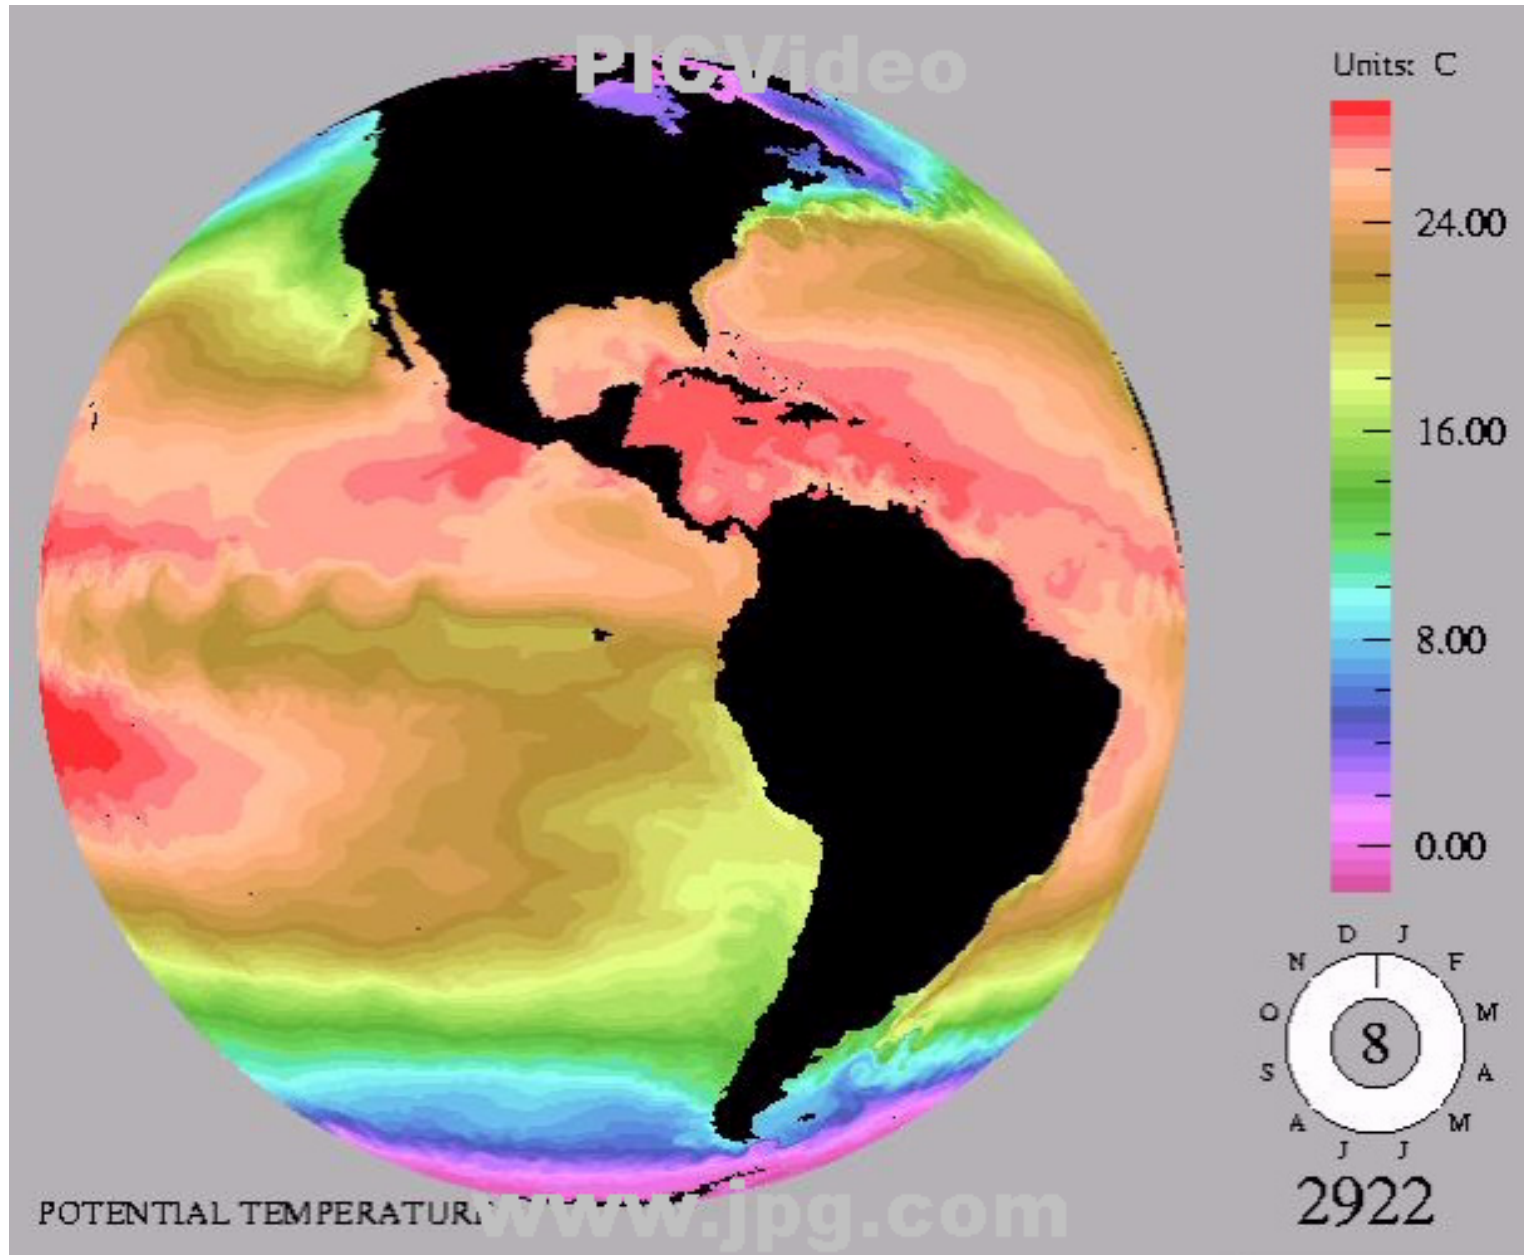 PICVideo
Units: C
24.00
16.00
8.00
0.00
D J
N F
O M
8
S A
A M
J J
2922
POTENTIAL TEMPERATUR
www.jpg.com